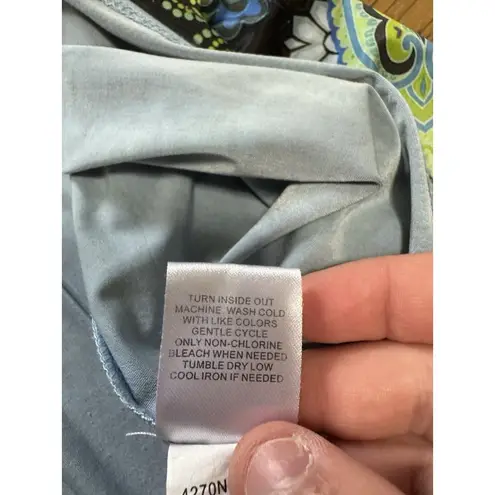 TURN INSIDE OUT
MACHINE, WASH COLD
WITH LIKE COLORS
GENTLE CYCLE
ONLY NON-CHLORINE
BLEACH WHEN NEEDED
TUMBLE DRY LOW
COOL IRON IF NEEDED
4270N